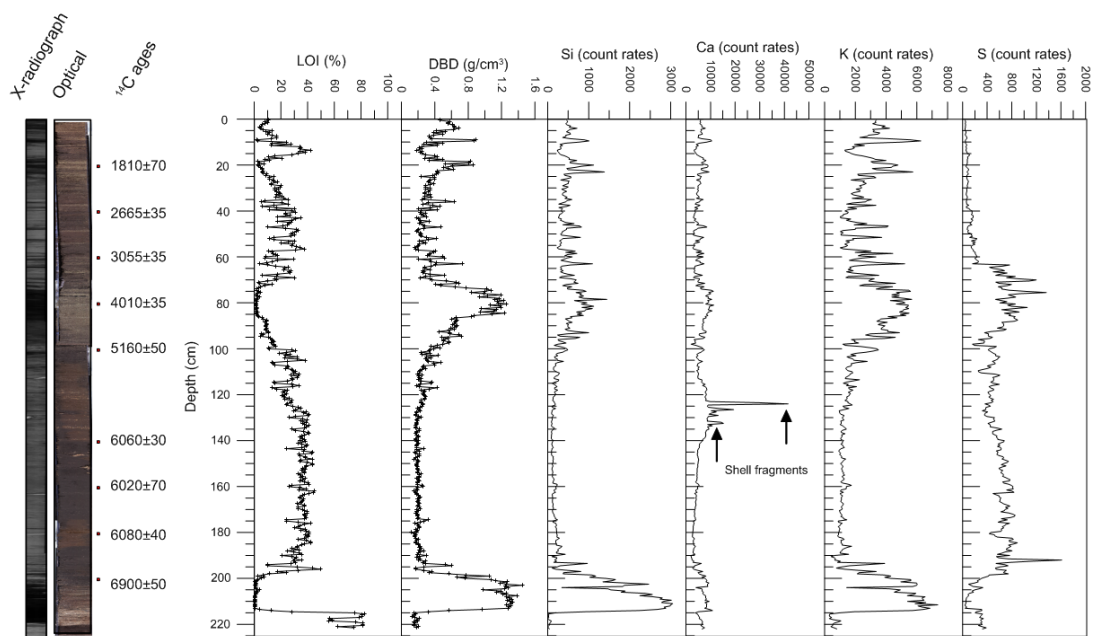 X-radiograph
Optical
¹⁴C ages
LOI (%)
0 20 40 60 80 100
DBD (g/cm³)
0 0.4 0.8 1.2 1.6
Si (count rates)
0 1000 2000 3000
Ca (count rates)
0 10000 20000 30000 40000 50000
K (count rates)
0 2000 4000 6000 8000
S (count rates)
0 400 800 1200 1600 2000
Depth (cm)
0
20
40
60
80
100
120
140
160
180
200
220
1810±70
2665±35
3055±35
4010±35
5160±50
6060±30
6020±70
6080±40
6900±50
Shell fragments